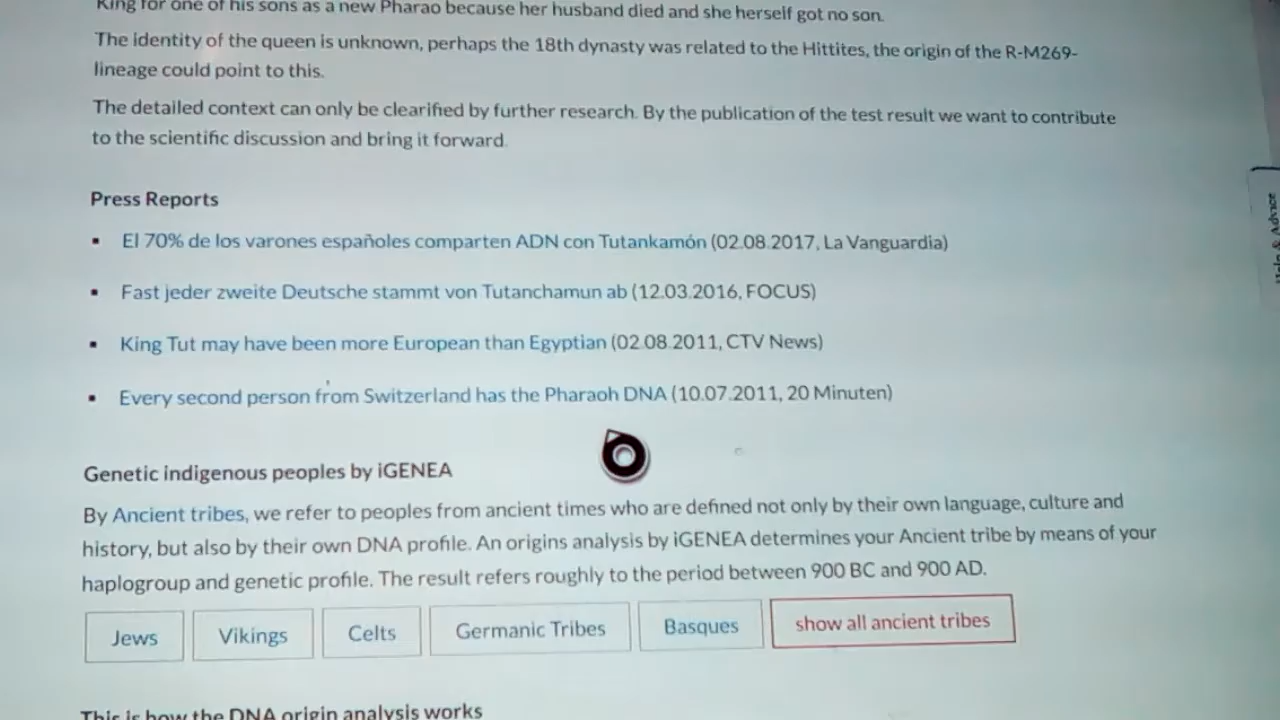 King for one of his sons as a new Pharao because her husband died and she herself got no son.
The identity of the queen is unknown, perhaps the 18th dynasty was related to the Hittites, the origin of the R-M269-
lineage could point to this.
The detailed context can only be clearified by further research. By the publication of the test result we want to contribute
to the scientific discussion and bring it forward.
Press Reports
▪ El 70% de los varones españoles comparten ADN con Tutankamón (02.08.2017, La Vanguardia)
▪ Fast jeder zweite Deutsche stammt von Tutanchamun ab (12.03.2016, FOCUS)
▪ King Tut may have been more European than Egyptian (02.08.2011, CTV News)
▪ Every second person from Switzerland has the Pharaoh DNA (10.07.2011, 20 Minuten)
Genetic indigenous peoples by iGENEA
By Ancient tribes, we refer to peoples from ancient times who are defined not only by their own language, culture and
history, but also by their own DNA profile. An origins analysis by iGENEA determines your Ancient tribe by means of your
haplogroup and genetic profile. The result refers roughly to the period between 900 BC and 900 AD.
Jews Vikings Celts Germanic Tribes Basques show all ancient tribes
This is how the DNA origin analysis works